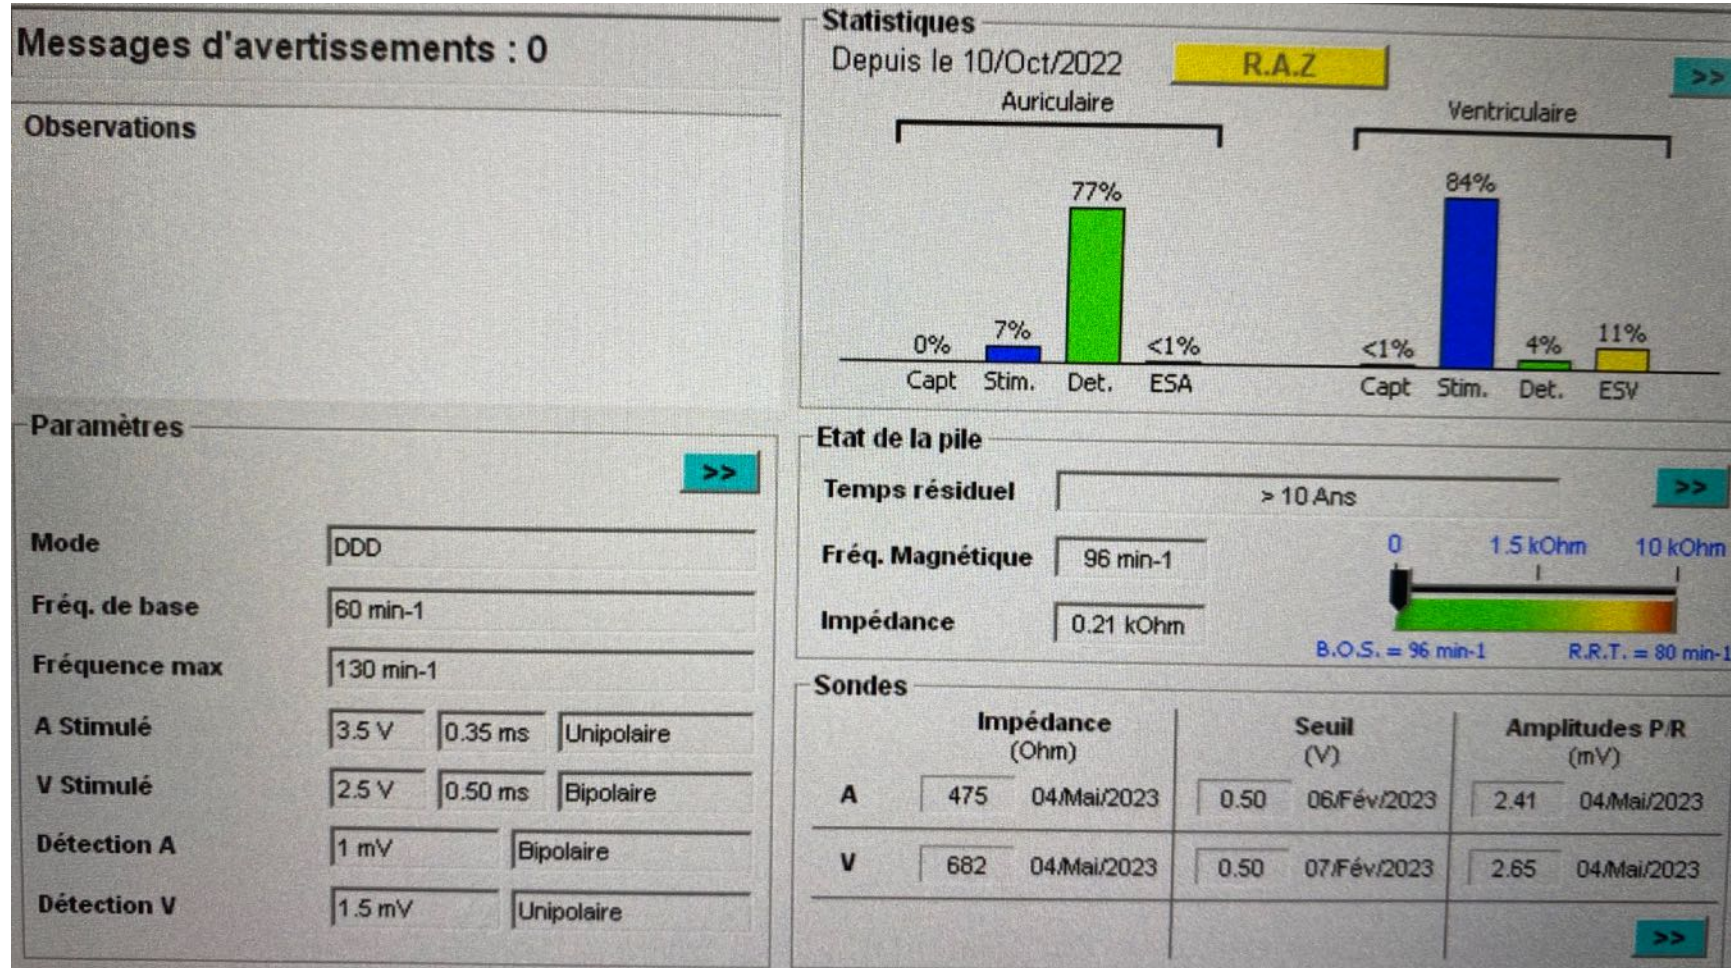 Messages d'avertissements : 0
Observations
Statistiques
Depuis le 10/Oct/2022 R.A.Z >>
Auriculaire Ventriculaire
0% 7% 77% <1% <1% 84% 4% 11%
Capt Stim. Det. ESA Capt Stim. Det. ESV
Paramètres
>>
Mode DDD
Fréq. de base 60 min-1
Fréquence max 130 min-1
A Stimulé 3.5 V 0.35 ms Unipolaire
V Stimulé 2.5 V 0.50 ms Bipolaire
Détection A 1 mV Bipolaire
Détection V 1.5 mV Unipolaire
Etat de la pile
Temps résiduel > 10 Ans >>
Fréq. Magnétique 96 min-1
0 1.5 kOhm 10 kOhm
Impédance 0.21 kOhm
B.O.S. = 96 min-1 R.R.T. = 80 min-1
Sondes
Impédance Seuil Amplitudes P/R
(Ohm) (V) (mV)
A 475 04/Mai/2023 0.50 06/Fév/2023 2.41 04/Mai/2023
V 682 04/Mai/2023 0.50 07/Fév/2023 2.65 04/Mai/2023
>>